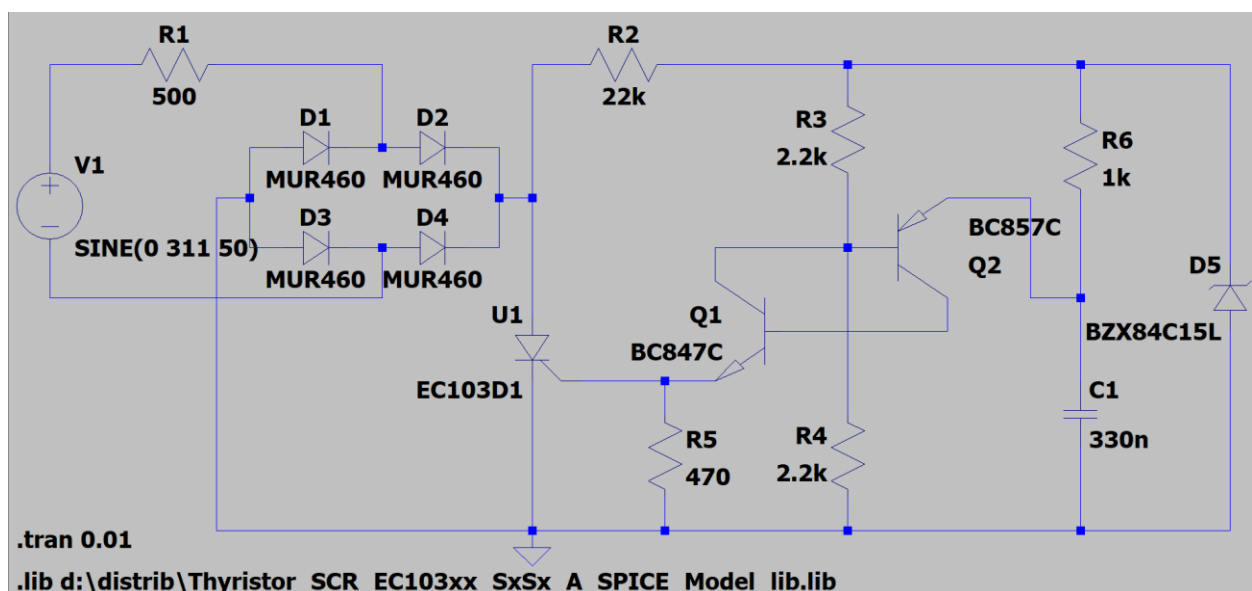 R1
500
V1
SINE(0 311 50)
D1
MUR460
D2
MUR460
D3
MUR460
D4
MUR460
R2
22k
R3
2.2k
R6
1k
BC857C
Q2
D5
BZX84C15L
U1
EC103D1
Q1
BC847C
R5
470
R4
2.2k
C1
330n
.tran 0.01
.lib d:\distrib\Thyristor_SCR_EC103xx_SxSx_A_SPICE_Model_lib.lib